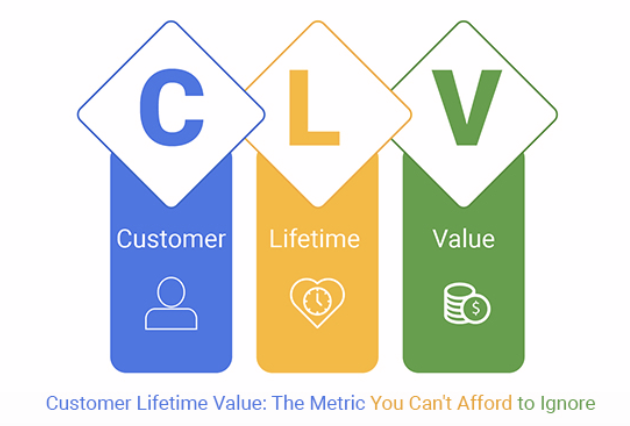 C L V
Customer Lifetime Value
$
Customer Lifetime Value: The Metric You Can't Afford to Ignore